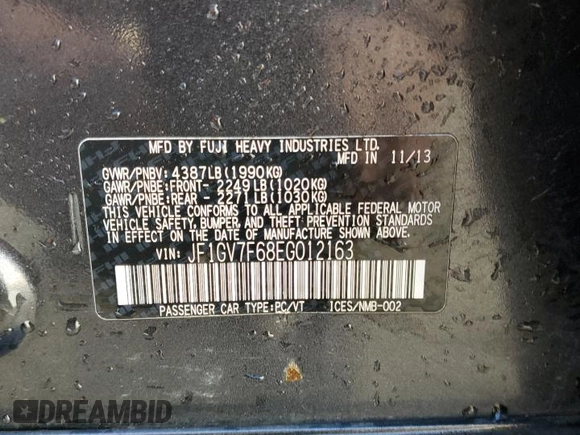 MFD BY FUJI HEAVY INDUSTRIES LTD.
MFD IN 11/13
GVWR/PNBV: 4387LB(1990KG)
GAWR/PNBE:FRONT- 2249LB(1020KG)
GAWR/PNBE:REAR - 2271LB(1030KG)
THIS VEHICLE CONFORMS TO ALL APPLICABLE FEDERAL MOTOR
VEHICLE SAFETY, BUMPER, AND THEFT PREVENTION STANDARDS
IN EFFECT ON THE DATE OF MANUFACTURE SHOWN ABOVE.
VIN: JF1GV7F68EG012163
PASSENGER CAR TYPE:PC/VT ICES/NMB-002
DREAMBID